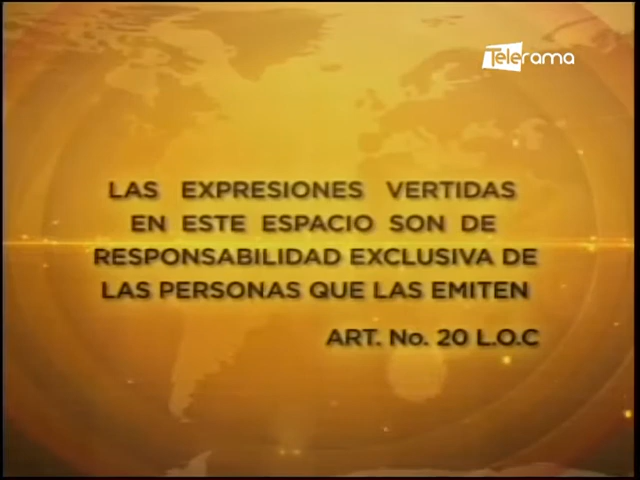 Telerama
LAS EXPRESIONES VERTIDAS
EN ESTE ESPACIO SON DE
RESPONSABILIDAD EXCLUSIVA DE
LAS PERSONAS QUE LAS EMITEN
ART. No. 20 L.O.C